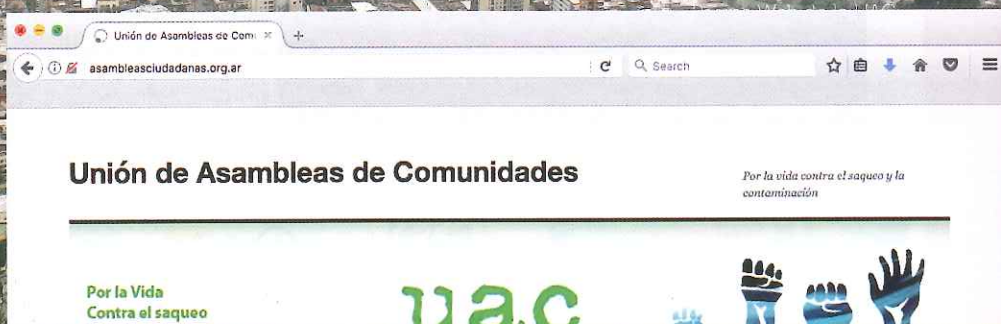 Unión de Asambleas de Com
asambleasciudadanas.org.ar
Search
Unión de Asambleas de Comunidades
Por la vida contra el saqueo y la
contaminación
Por la Vida
Contra el saqueo
uac